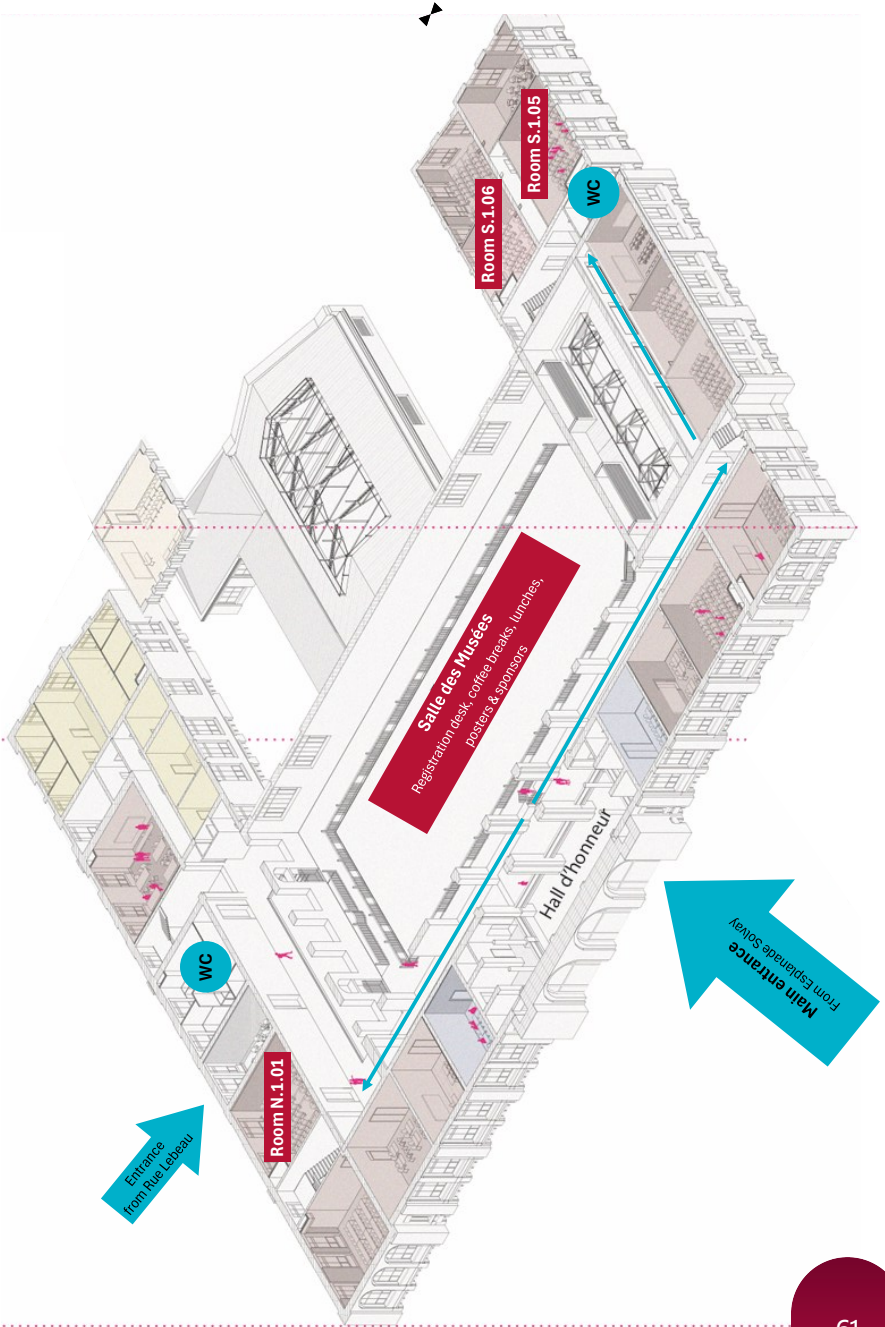 Room S.1.05
Room S.1.06
WC
Salle des Musées
Registration desk, coffee breaks, lunches,
posters & sponsors
Hall d'honneur
Main entrance
From Esplanade Solvay
WC
Room N.1.01
Entrance
from Rue Lebeau
61